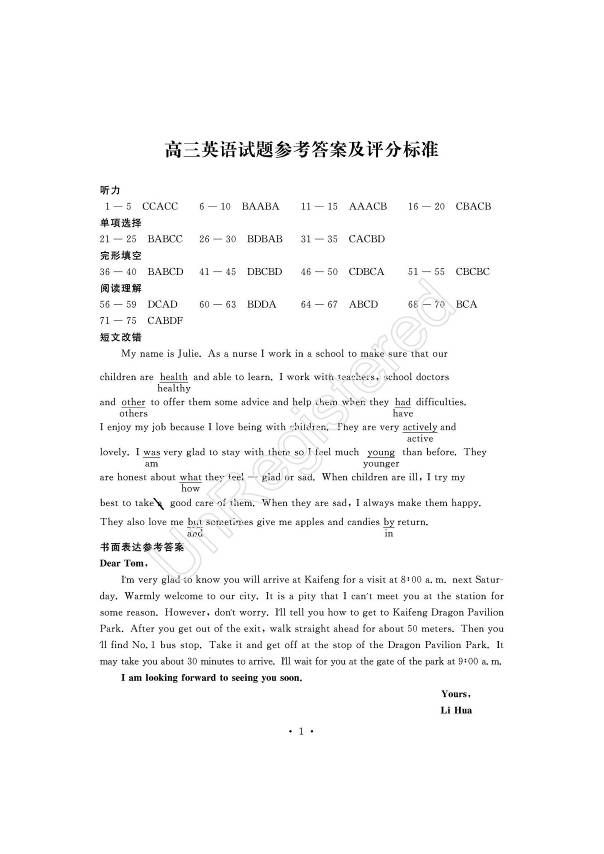 高三英语试题参考答案及评分标准
听力
1－5 CCACC 6－10 BAABA 11－15 AAACB 16－20 CBACB
单项选择
21－25 BABCC 26－30 BDBAB 31－35 CACBD
完形填空
36－40 BABCD 41－45 DBCBD 46－50 CDBCA 51－55 CBCBC
阅读理解
56－59 DCAD 60－63 BDDA 64－67 ABCD 68－70 BCA
71－75 CABDF
短文改错
My name is Julie. As a nurse I work in a school to make sure that our
children are health and able to learn. I work with teachers, school doctors
healthy
and other to offer them some advice and help them when they had difficulties.
others have
I enjoy my job because I love being with children. They are very actively and
active
lovely. I was very glad to stay with them so I feel much young than before. They
am younger
are honest about what they feel — glad or sad. When children are ill, I try my
how
best to take a good care of them. When they are sad, I always make them happy.
They also love me but sometimes give me apples and candies by return.
and in
书面表达参考答案
Dear Tom,
I'm very glad to know you will arrive at Kaifeng for a visit at 8:00 a. m. next Satur-
day. Warmly welcome to our city. It is a pity that I can't meet you at the station for
some reason. However, don't worry. I'll tell you how to get to Kaifeng Dragon Pavilion
Park. After you get out of the exit, walk straight ahead for about 50 meters. Then you
'll find No. 1 bus stop. Take it and get off at the stop of the Dragon Pavilion Park. It
may take you about 30 minutes to arrive. I'll wait for you at the gate of the park at 9:00 a. m.
I am looking forward to seeing you soon.
Yours,
Li Hua
· 1 ·
UnRegistered